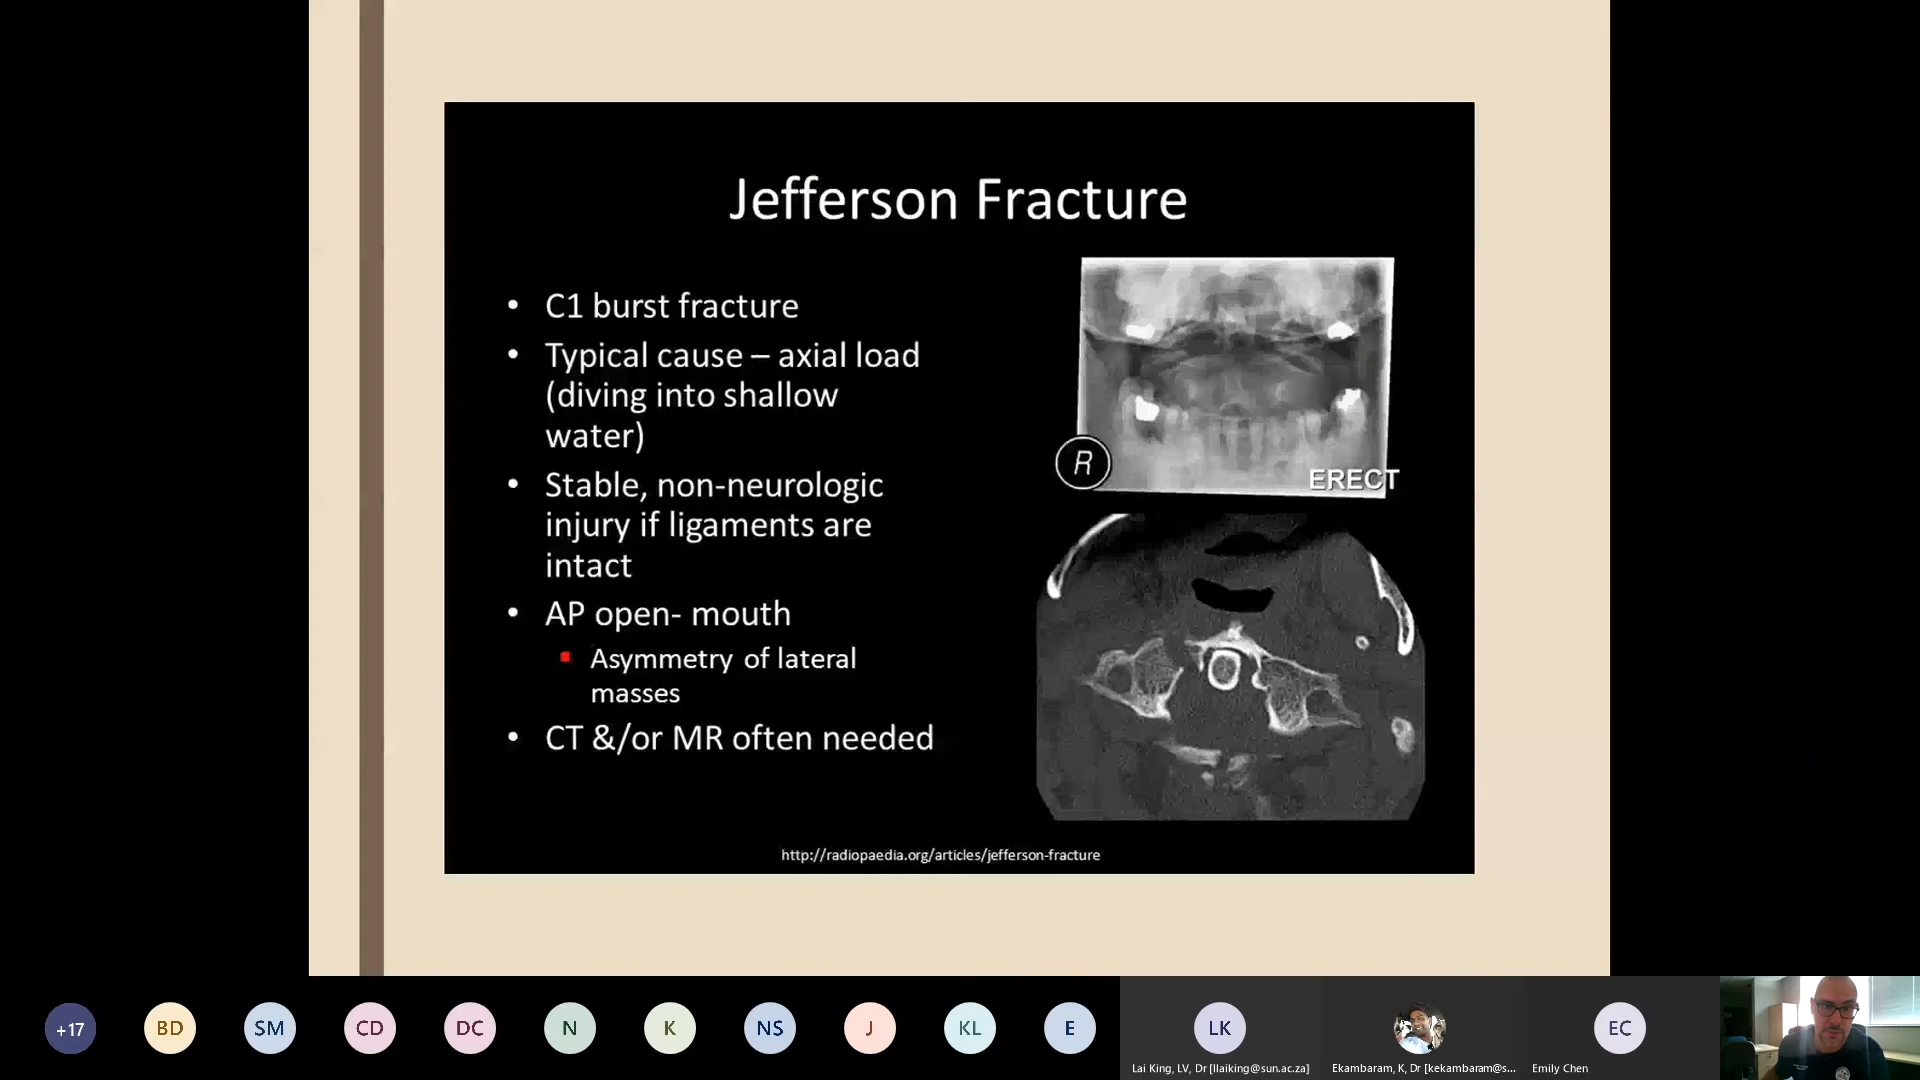 Jefferson Fracture
• C1 burst fracture
• Typical cause – axial load
(diving into shallow
water)
• Stable, non-neurologic
injury if ligaments are
intact
• AP open- mouth
▪ Asymmetry of lateral
masses
• CT &/or MR often needed
R
ERECT
http://radiopaedia.org/articles/jefferson-fracture
+17
BD
SM
CD
DC
N
K
NS
J
KL
E
LK
EC
Lai King, LV, Dr [llaiking@sun.ac.za]
Ekambaram, K, Dr [kekambaram@s...
Emily Chen